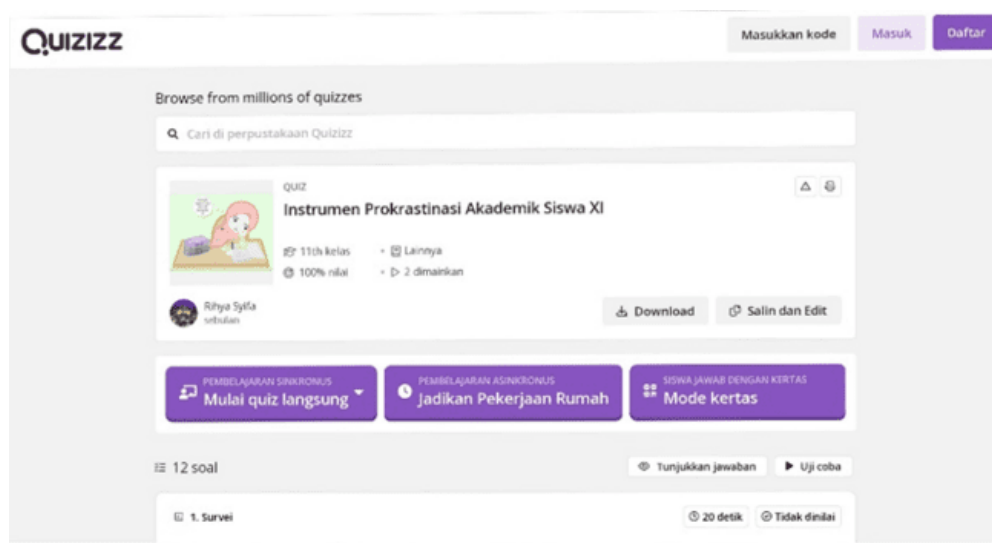 QUIZIZZ
Masukkan kode
Masuk
Daftar
Browse from millions of quizzes
Cari di perpustakaan Quizizz
QUIZ
Instrumen Prokrastinasi Akademik Siswa XI
11th kelas • Lainnya
100% nilai • 2 dimainkan
Rihya Syifa
sebulan
Download
Salin dan Edit
PEMBELAJARAN SINKRONUS
Mulai quiz langsung
PEMBELAJARAN ASINKRONUS
Jadikan Pekerjaan Rumah
SISWA JAWAB DENGAN KERTAS
Mode kertas
12 soal
Tunjukkan jawaban
Uji coba
1. Survei
20 detik
Tidak dinilai